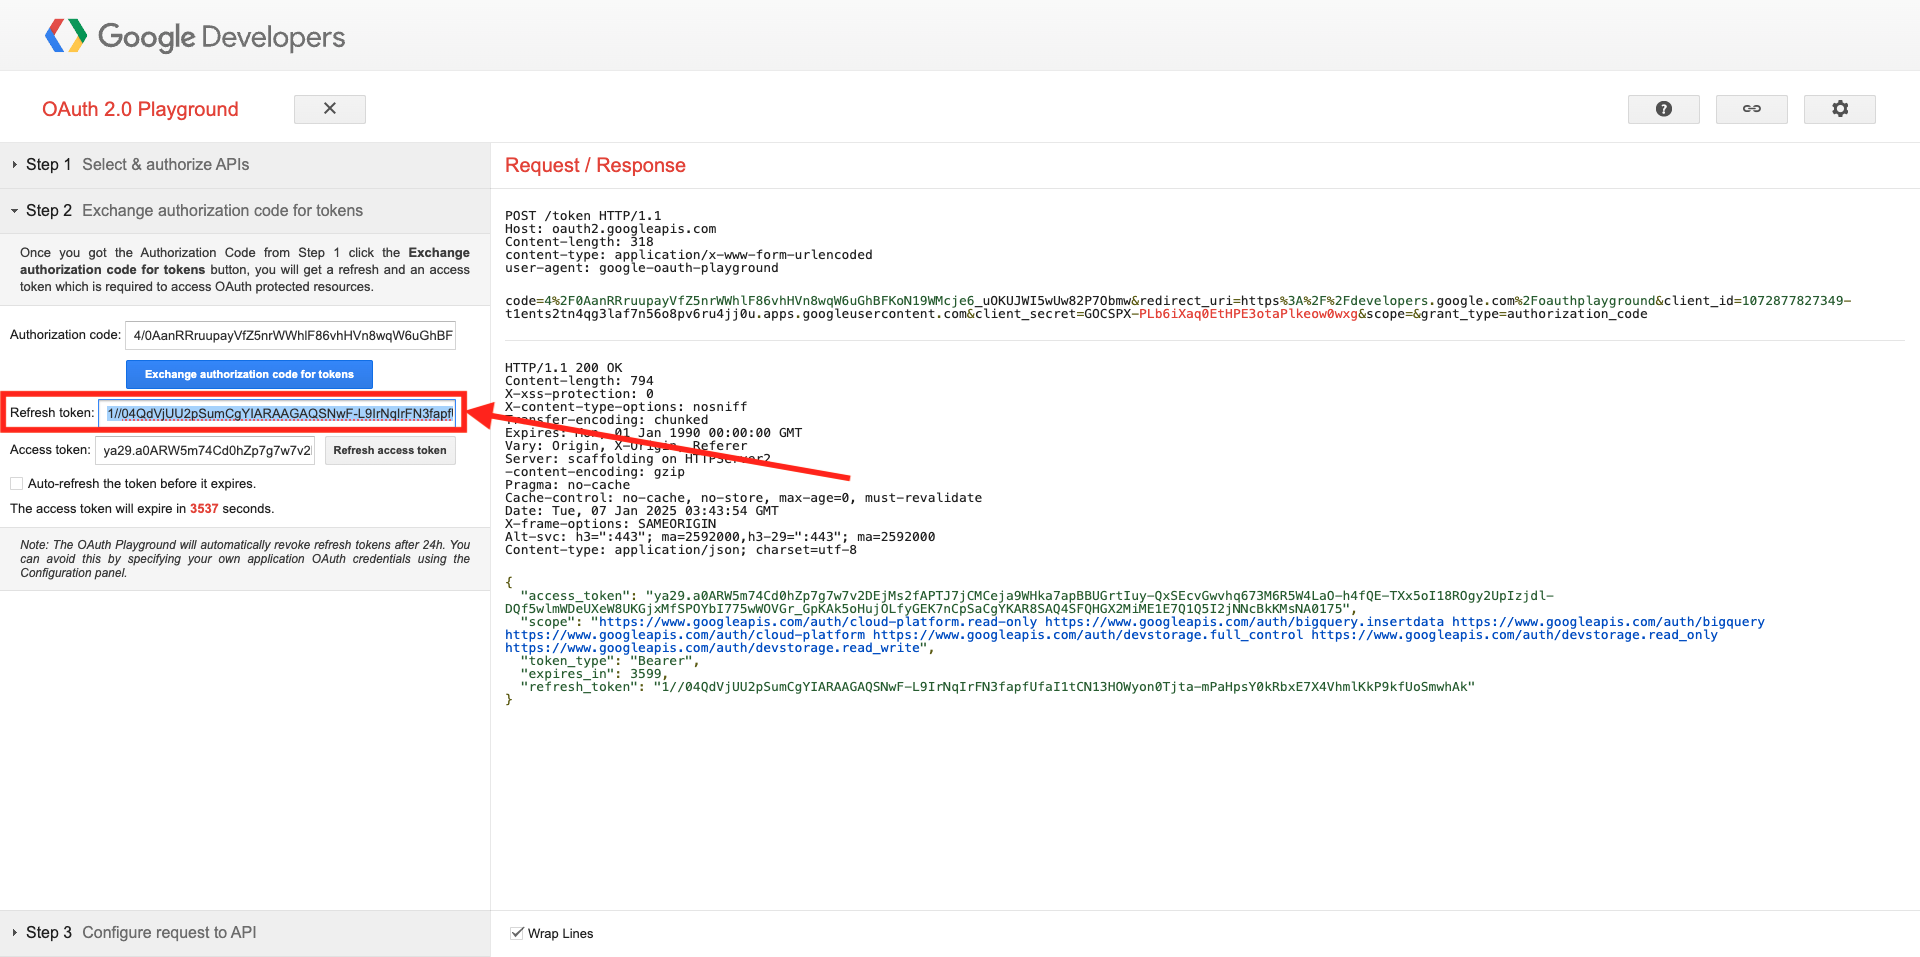 Google Developers
OAuth 2.0 Playground
Step 1 Select & authorize APIs
Step 2 Exchange authorization code for tokens
Once you got the Authorization Code from Step 1 click the Exchange
authorization code for tokens button, you will get a refresh and an access
token which is required to access OAuth protected resources.
Authorization code: 4/0AanRRruupayVfZ5nrWWhlF86vhHVn8wqW6uGhBF
Exchange authorization code for tokens
Refresh token: 1//04QdVjUU2pSumCgYIARAAGAQSNwF-L9IrNqIrFN3fapf
Access token: ya29.a0ARW5m74Cd0hZp7g7w7v2 Refresh access token
Auto-refresh the token before it expires.
The access token will expire in 3537 seconds.
Note: The OAuth Playground will automatically revoke refresh tokens after 24h. You
can avoid this by specifying your own application OAuth credentials using the
Configuration panel.
Step 3 Configure request to API
Request / Response
POST /token HTTP/1.1
Host: oauth2.googleapis.com
Content-length: 318
content-type: application/x-www-form-urlencoded
user-agent: google-oauth-playground
code=4%2F0AanRRruupayVfZ5nrWWhlF86vhHVn8wqW6uGhBFKoN19WMcje6_uOKUJWI5wUw82P7Obmw&redirect_uri=https%3A%2F%2Fdevelopers.google.com%2Foauthplayground&client_id=1072877827349-
t1ents2tn4qg3laf7n56o8pv6ru4jj0u.apps.googleusercontent.com&client_secret=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&scope=&grant_type=authorization_code
HTTP/1.1 200 OK
Content-length: 794
X-xss-protection: 0
X-content-type-options: nosniff
Transfer-encoding: chunked
Expires: Mon, 01 Jan 1990 00:00:00 GMT
Vary: Origin, X-Origin, Referer
Server: scaffolding on HTTPServer2
-content-encoding: gzip
Pragma: no-cache
Cache-control: no-cache, no-store, max-age=0, must-revalidate
Date: Tue, 07 Jan 2025 03:43:54 GMT
X-frame-options: SAMEORIGIN
Alt-svc: h3=":443"; ma=2592000,h3-29=":443"; ma=2592000
Content-type: application/json; charset=utf-8
{
"access_token": "ya29.a0ARW5m74Cd0hZp7g7w7v2DEjMs2fAPTJ7jCMCeja9WHka7apBBUGrtIuy-QxSEcvGwvhq673M6R5W4LaO-h4fQE-TXx5oI18ROgy2UpIzjdl-
DQf5wlmWDeUXeW8UKGjxMfSPOYbI775wWOVGr_GpKAk5oHujOLfyGEK7nCpSaCgYKAR8SAQ4SFQHGX2MiME1E7Q1Q5I2jNNcBkKMsNA0175",
"scope": "https://www.googleapis.com/auth/cloud-platform.read-only https://www.googleapis.com/auth/bigquery.insertdata https://www.googleapis.com/auth/bigquery
https://www.googleapis.com/auth/cloud-platform https://www.googleapis.com/auth/devstorage.full_control https://www.googleapis.com/auth/devstorage.read_only
https://www.googleapis.com/auth/devstorage.read_write",
"token_type": "Bearer",
"expires_in": 3599,
"refresh_token": "1//04QdVjUU2pSumCgYIARAAGAQSNwF-L9IrNqIrFN3fapfUfaI1tCN13HOWyon0Tjta-mPaHpsY0kRbxE7X4VhmlKkP9kfUoSmwhAk"
}
Wrap Lines